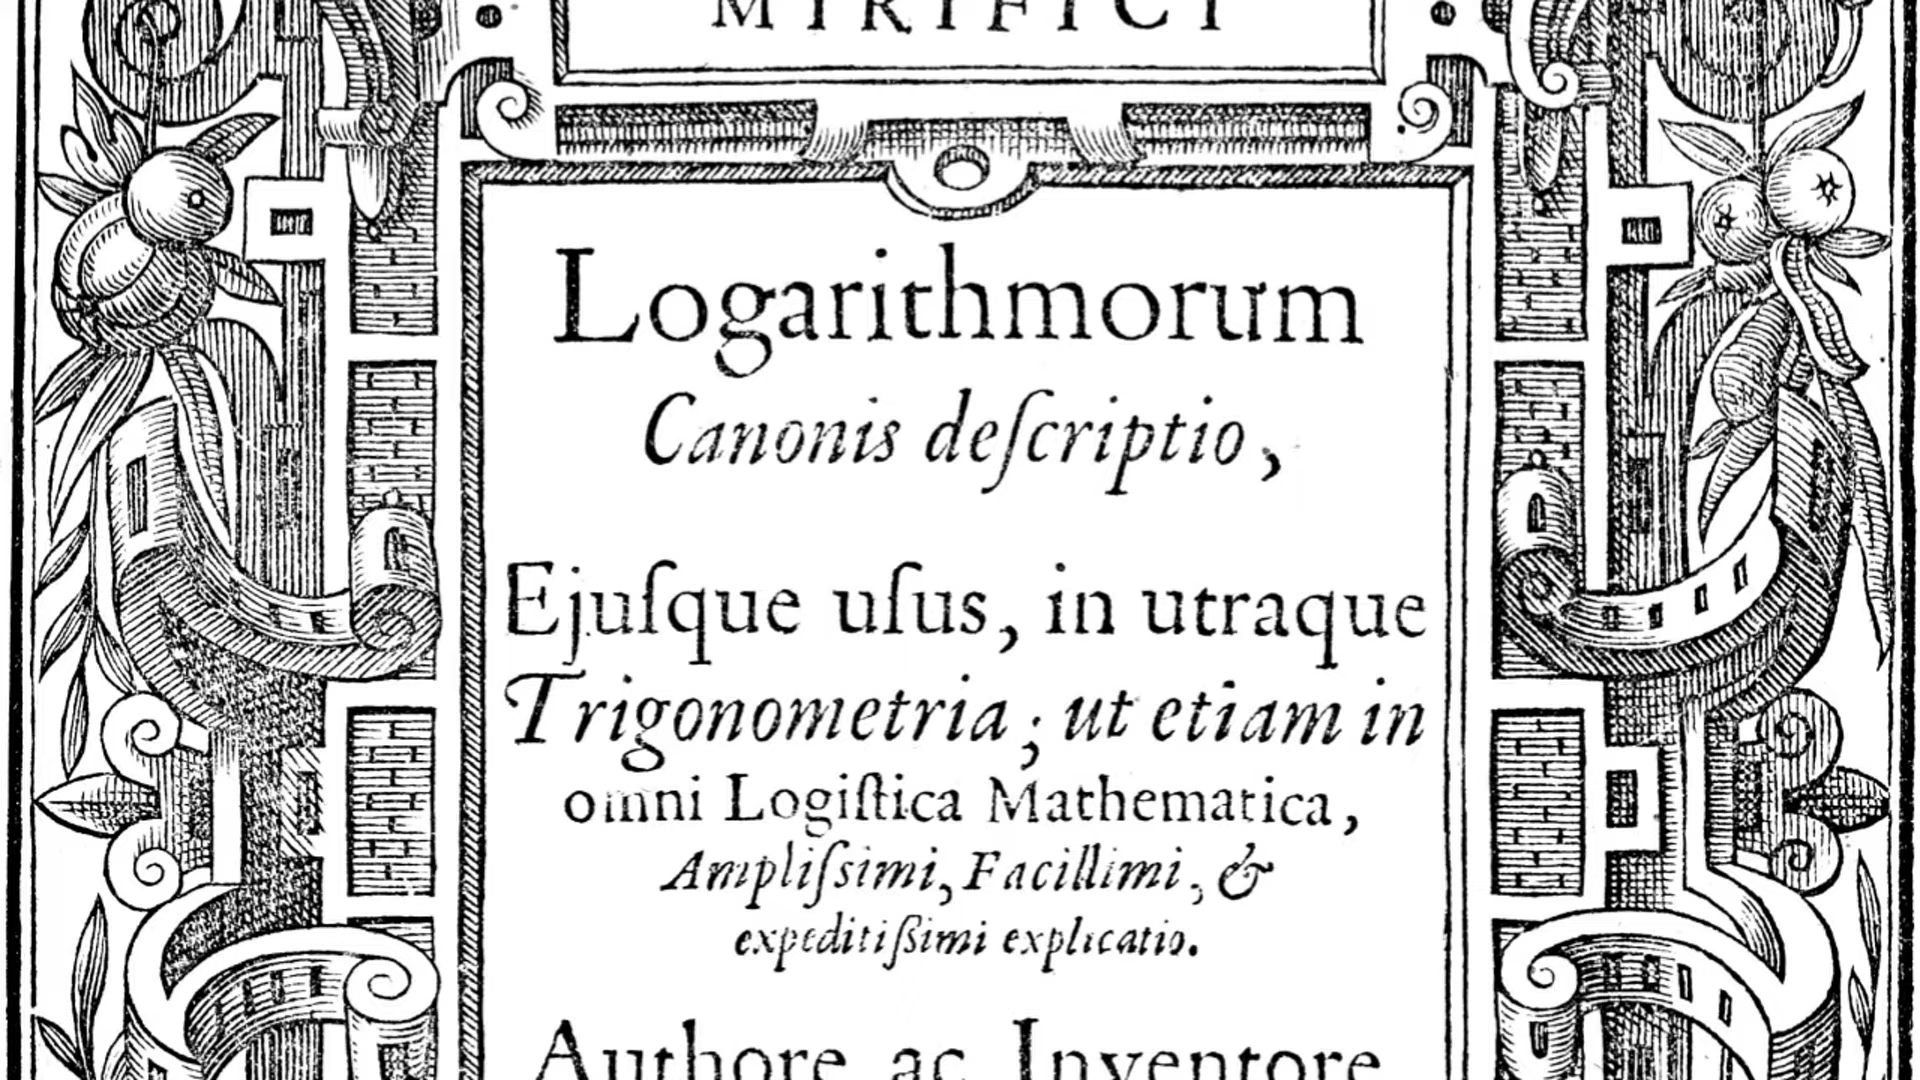 MIRIFICI
Logarithmorum
Canonis deſcriptio,
Ejuſque uſus, in utraque
Trigonometria; ut etiam in
omni Logiſtica Mathematica,
Ampliſsimi, Facillimi, &
expeditiſsimi explicatio.
Authore ac Inventore